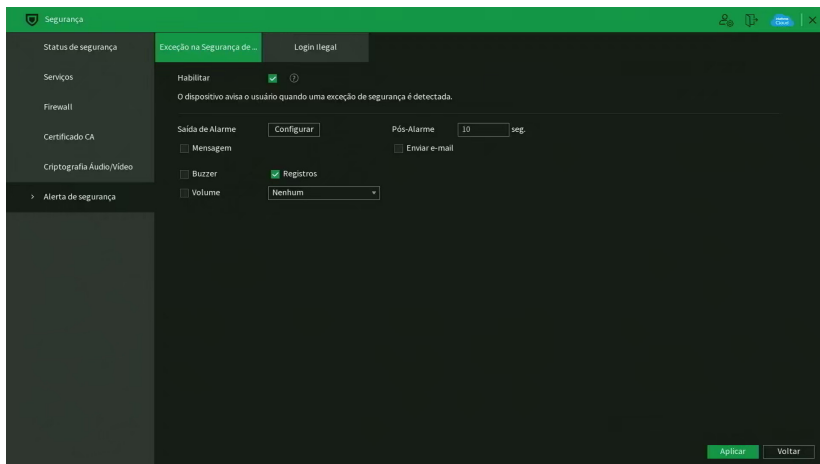 Segurança
Status de segurança
Serviços
Firewall
Certificado CA
Criptografia Áudio/Vídeo
> Alerta de segurança
Exceção na Segurança de ...
Login Ilegal
Habilitar
O dispositivo avisa o usuário quando uma exceção de segurança é detectada.
Saída de Alarme Configurar Pós-Alarme 10 seg.
Mensagem Enviar e-mail
Buzzer Registros
Volume Nenhum
Aplicar Voltar